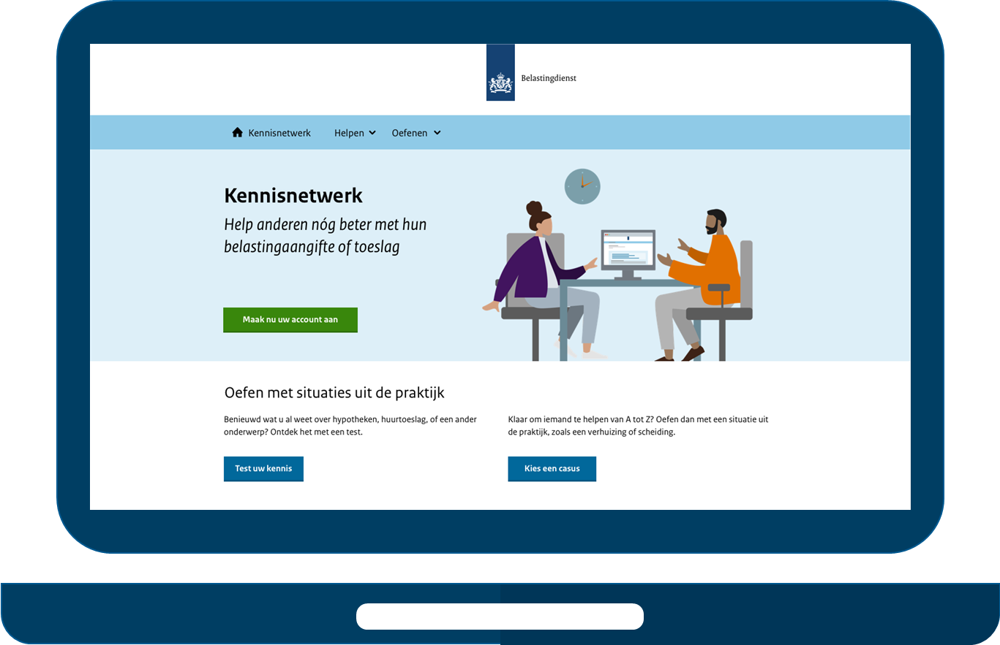 Belastingdienst
Kennisnetwerk Helpen Oefenen
Kennisnetwerk
Help anderen nóg beter met hun
belastingaangifte of toeslag
Maak nu uw account aan
Oefen met situaties uit de praktijk
Benieuwd wat u al weet over hypotheken, huurtoeslag, of een ander
onderwerp? Ontdek het met een test.
Test uw kennis
Klaar om iemand te helpen van A tot Z? Oefen dan met een situatie uit
de praktijk, zoals een verhuizing of scheiding.
Kies een casus